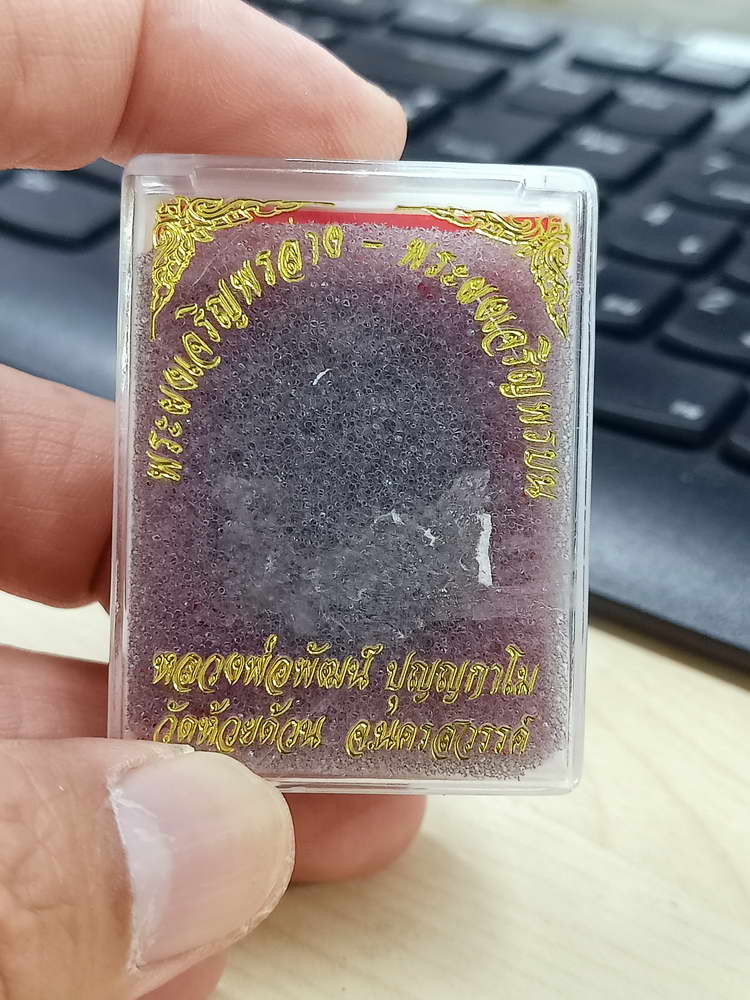 พระผงเจริญพรล่าง - พระผงเจริญพรบน
หลวงพ่อพัฒน์ ปุญญกาโม
วัดห้วยด้วน จ.นครสวรรค์